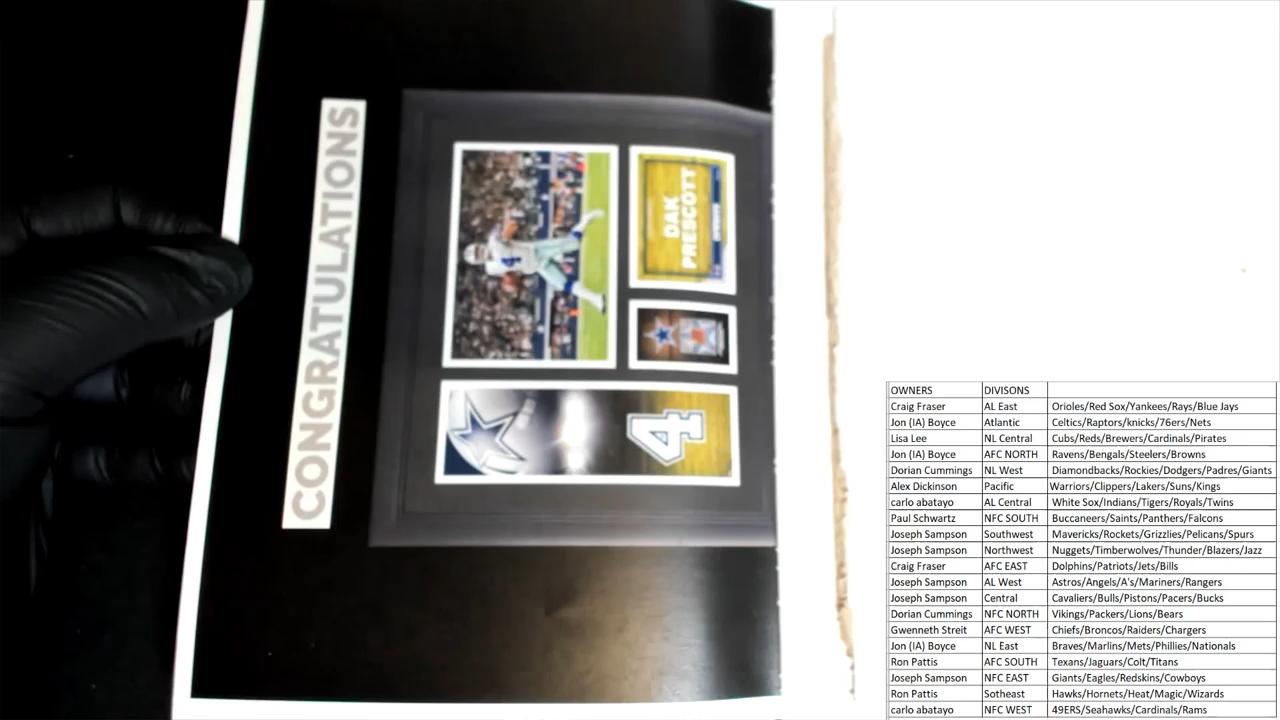 CONGRATULATIONS
DAK
PRESCOTT
4
4
OWNERS DIVISONS
Craig Fraser AL East Orioles/Red Sox/Yankees/Rays/Blue Jays
Jon (IA) Boyce Atlantic Celtics/Raptors/knicks/76ers/Nets
Lisa Lee NL Central Cubs/Reds/Brewers/Cardinals/Pirates
Jon (IA) Boyce AFC NORTH Ravens/Bengals/Steelers/Browns
Dorian Cummings NL West Diamondbacks/Rockies/Dodgers/Padres/Giants
Alex Dickinson Pacific Warriors/Clippers/Lakers/Suns/Kings
carlo abatayo AL Central White Sox/Indians/Tigers/Royals/Twins
Paul Schwartz NFC SOUTH Buccaneers/Saints/Panthers/Falcons
Joseph Sampson Southwest Mavericks/Rockets/Grizzlies/Pelicans/Spurs
Joseph Sampson Northwest Nuggets/Timberwolves/Thunder/Blazers/Jazz
Craig Fraser AFC EAST Dolphins/Patriots/Jets/Bills
Joseph Sampson AL West Astros/Angels/A's/Mariners/Rangers
Joseph Sampson Central Cavaliers/Bulls/Pistons/Pacers/Bucks
Dorian Cummings NFC NORTH Vikings/Packers/Lions/Bears
Gwenneth Streit AFC WEST Chiefs/Broncos/Raiders/Chargers
Jon (IA) Boyce NL East Braves/Marlins/Mets/Phillies/Nationals
Ron Pattis AFC SOUTH Texans/Jaguars/Colt/Titans
Joseph Sampson NFC EAST Giants/Eagles/Redskins/Cowboys
Ron Pattis Sotheast Hawks/Hornets/Heat/Magic/Wizards
carlo abatayo NFC WEST 49ERS/Seahawks/Cardinals/Rams